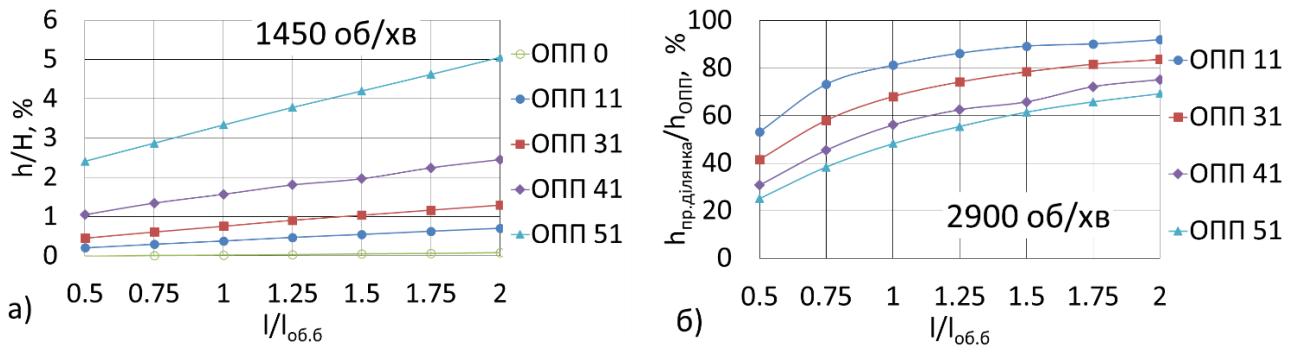 1450 об/хв
h/H, %
6
5
4
3
2
1
0
0.5 0.75 1 1.25 1.5 1.75 2
l/lоб.б
ОПП 0
ОПП 11
ОПП 31
ОПП 41
ОПП 51
а)
hпр.ділянка/hОПП, %
100
80
60
40
20
0
2900 об/хв
0.5 0.75 1 1.25 1.5 1.75 2
l/lоб.б
ОПП 11
ОПП 31
ОПП 41
ОПП 51
б)